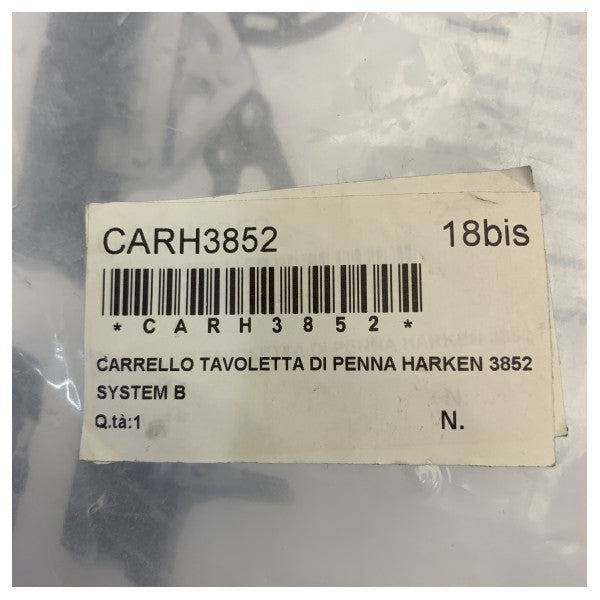 CARH3852 18bis
*CARH3852*
CARRELLO TAVOLETTA DI PENNA HARKEN 3852
SYSTEM B
Q.tà:1 N.